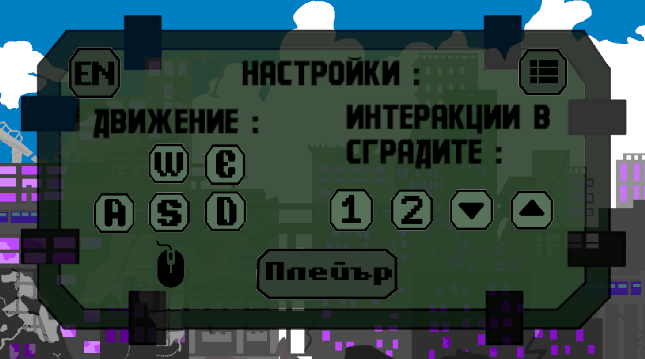 EN
НАСТРОЙКИ :
ДВИЖЕНИЕ :
ИНТЕРАКЦИИ В
СГРАДИТЕ :
W E
A S D
1 2
Плейър